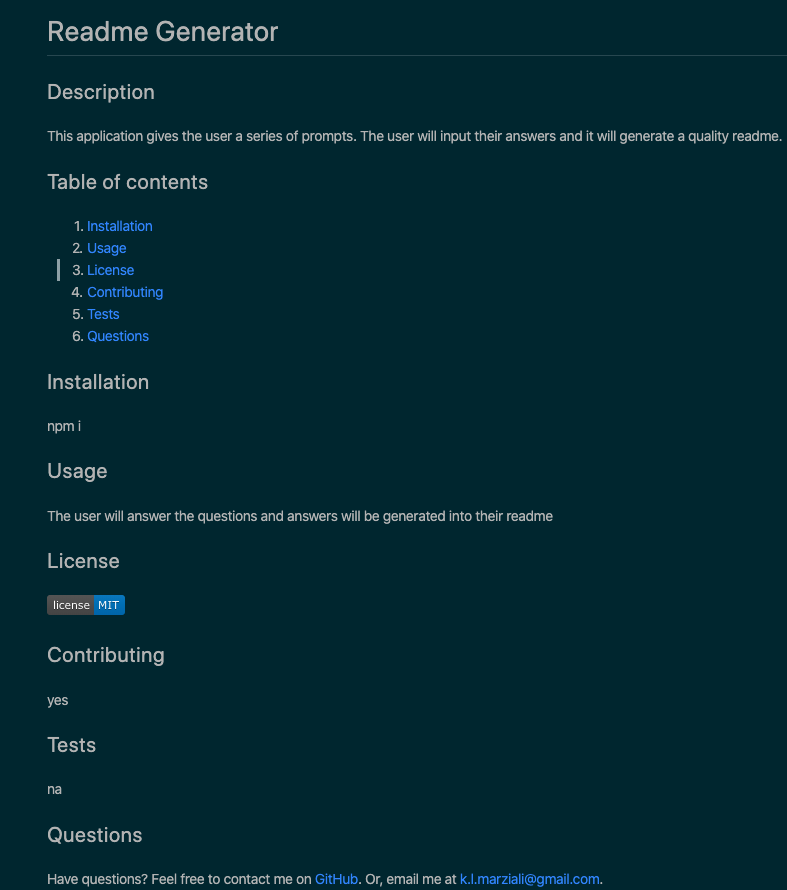 Readme Generator
Description
This application gives the user a series of prompts. The user will input their answers and it will generate a quality readme.
Table of contents
1. Installation
2. Usage
3. License
4. Contributing
5. Tests
6. Questions
Installation
npm i
Usage
The user will answer the questions and answers will be generated into their readme
License
license MIT
Contributing
yes
Tests
na
Questions
Have questions? Feel free to contact me on GitHub. Or, email me at k.l.marziali@gmail.com.